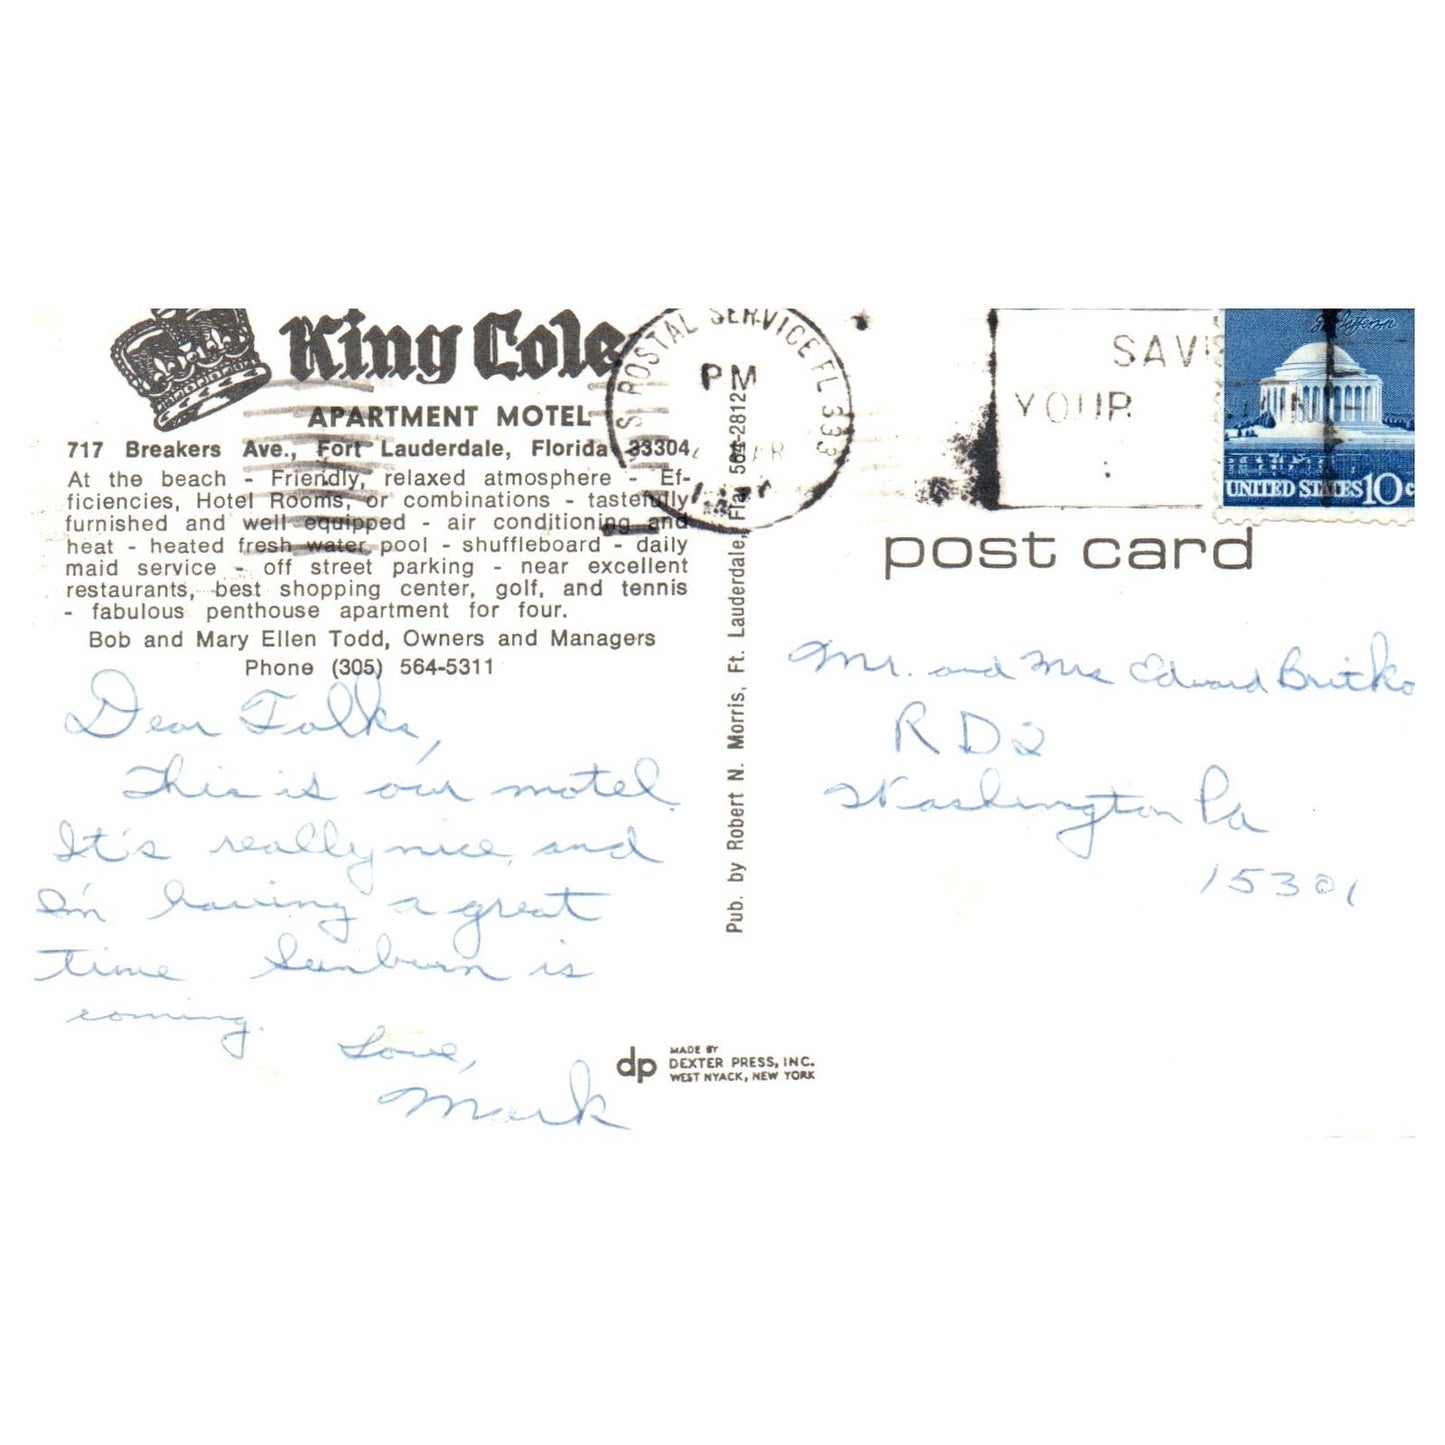 King Cole
APARTMENT MOTEL
717 Breakers Ave., Fort Lauderdale, Florida 33304
At the beach - Friendly, relaxed atmosphere - Ef-
ficiencies, Hotel Rooms, or combinations - tastefully
furnished and well equipped - air conditioning and
heat - heated fresh water pool - shuffleboard - daily
maid service - off street parking - near excellent
restaurants, best shopping center, golf, and tennis
- fabulous penthouse apartment for four.
Bob and Mary Ellen Todd, Owners and Managers
Phone (305) 564-5311
Dear Folks,
This is our motel.
It's really nice, and
I'm having a great
time Sunburn is
coming.
Love,
Mark
Pub. by Robert N. Morris, Ft. Lauderdale, Fla. 564-2812
dp MADE BY
DEXTER PRESS, INC.
WEST NYACK, NEW YORK
POSTAL SERVICE FL 333
PM
YOUR
UNITED STATES 10c
post card
Mr. and Mrs Edward Britko
RD2
Washington Pa
15301